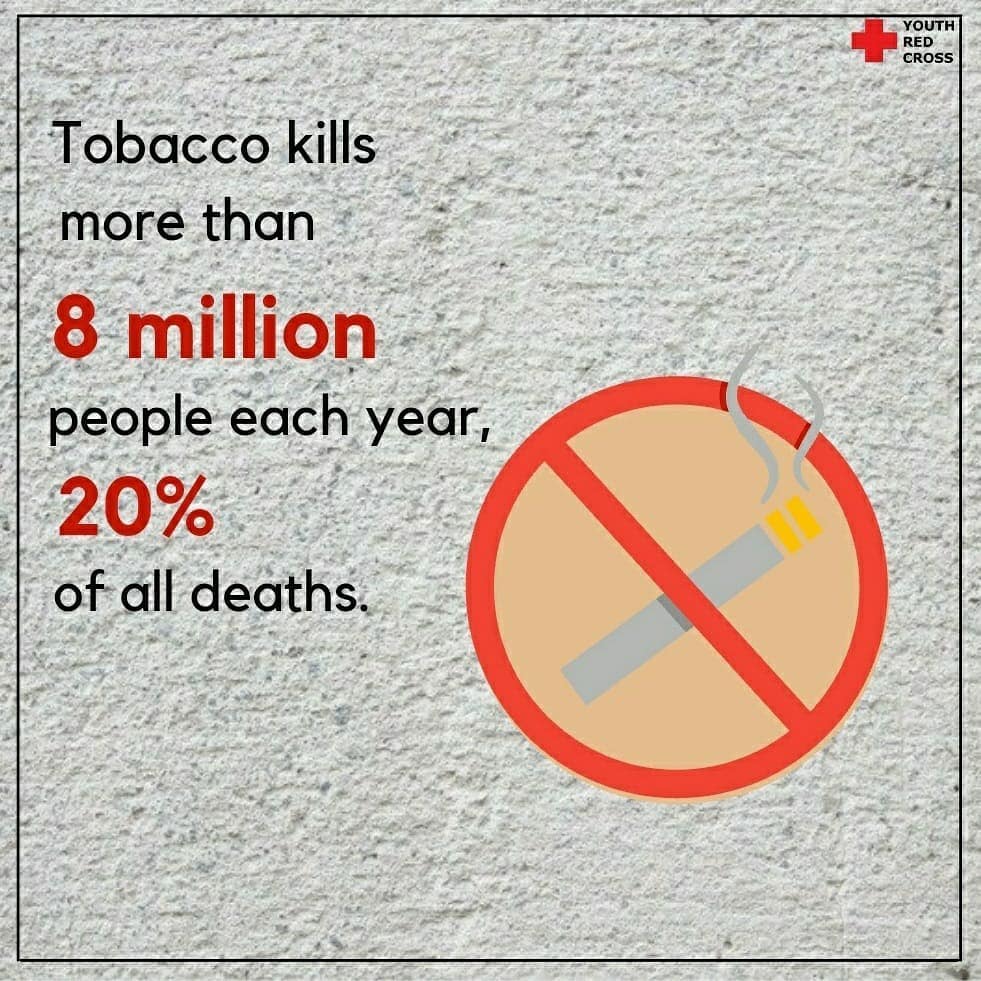 YOUTH
RED
CROSS
Tobacco kills
more than
8 million
people each year,
20%
of all deaths.